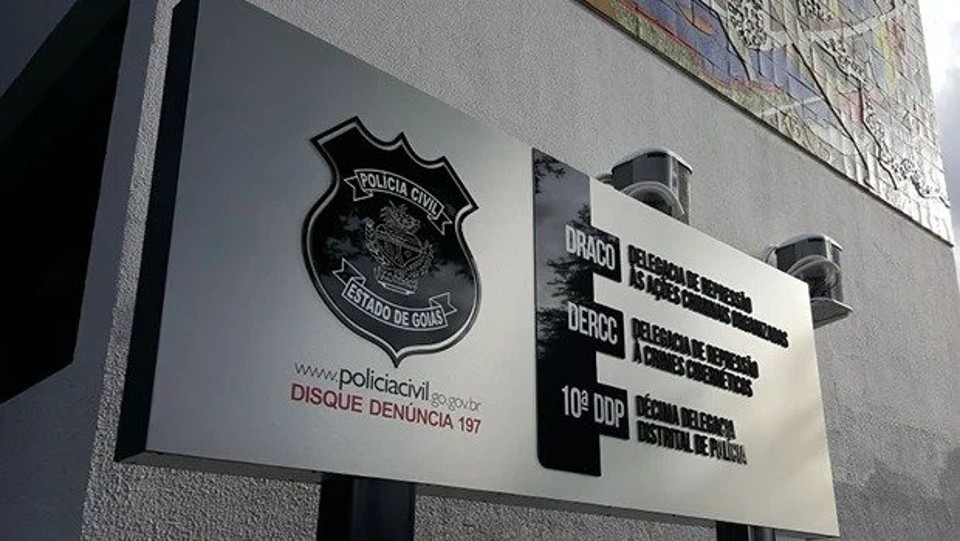 POLÍCIA CIVIL
ESTADO DE GOIÁS
www.policiacivil.go.gov.br
DISQUE DENÚNCIA 197
DRACO
DELEGACIA DE REPRESSÃO
ÀS AÇÕES CRIMINOSAS ORGANIZADAS
DERCC
DELEGACIA DE REPRESSÃO
À CRIMES CIBERNÉTICOS
10ª DDP
DÉCIMA DELEGACIA
DISTRITAL DE POLÍCIA